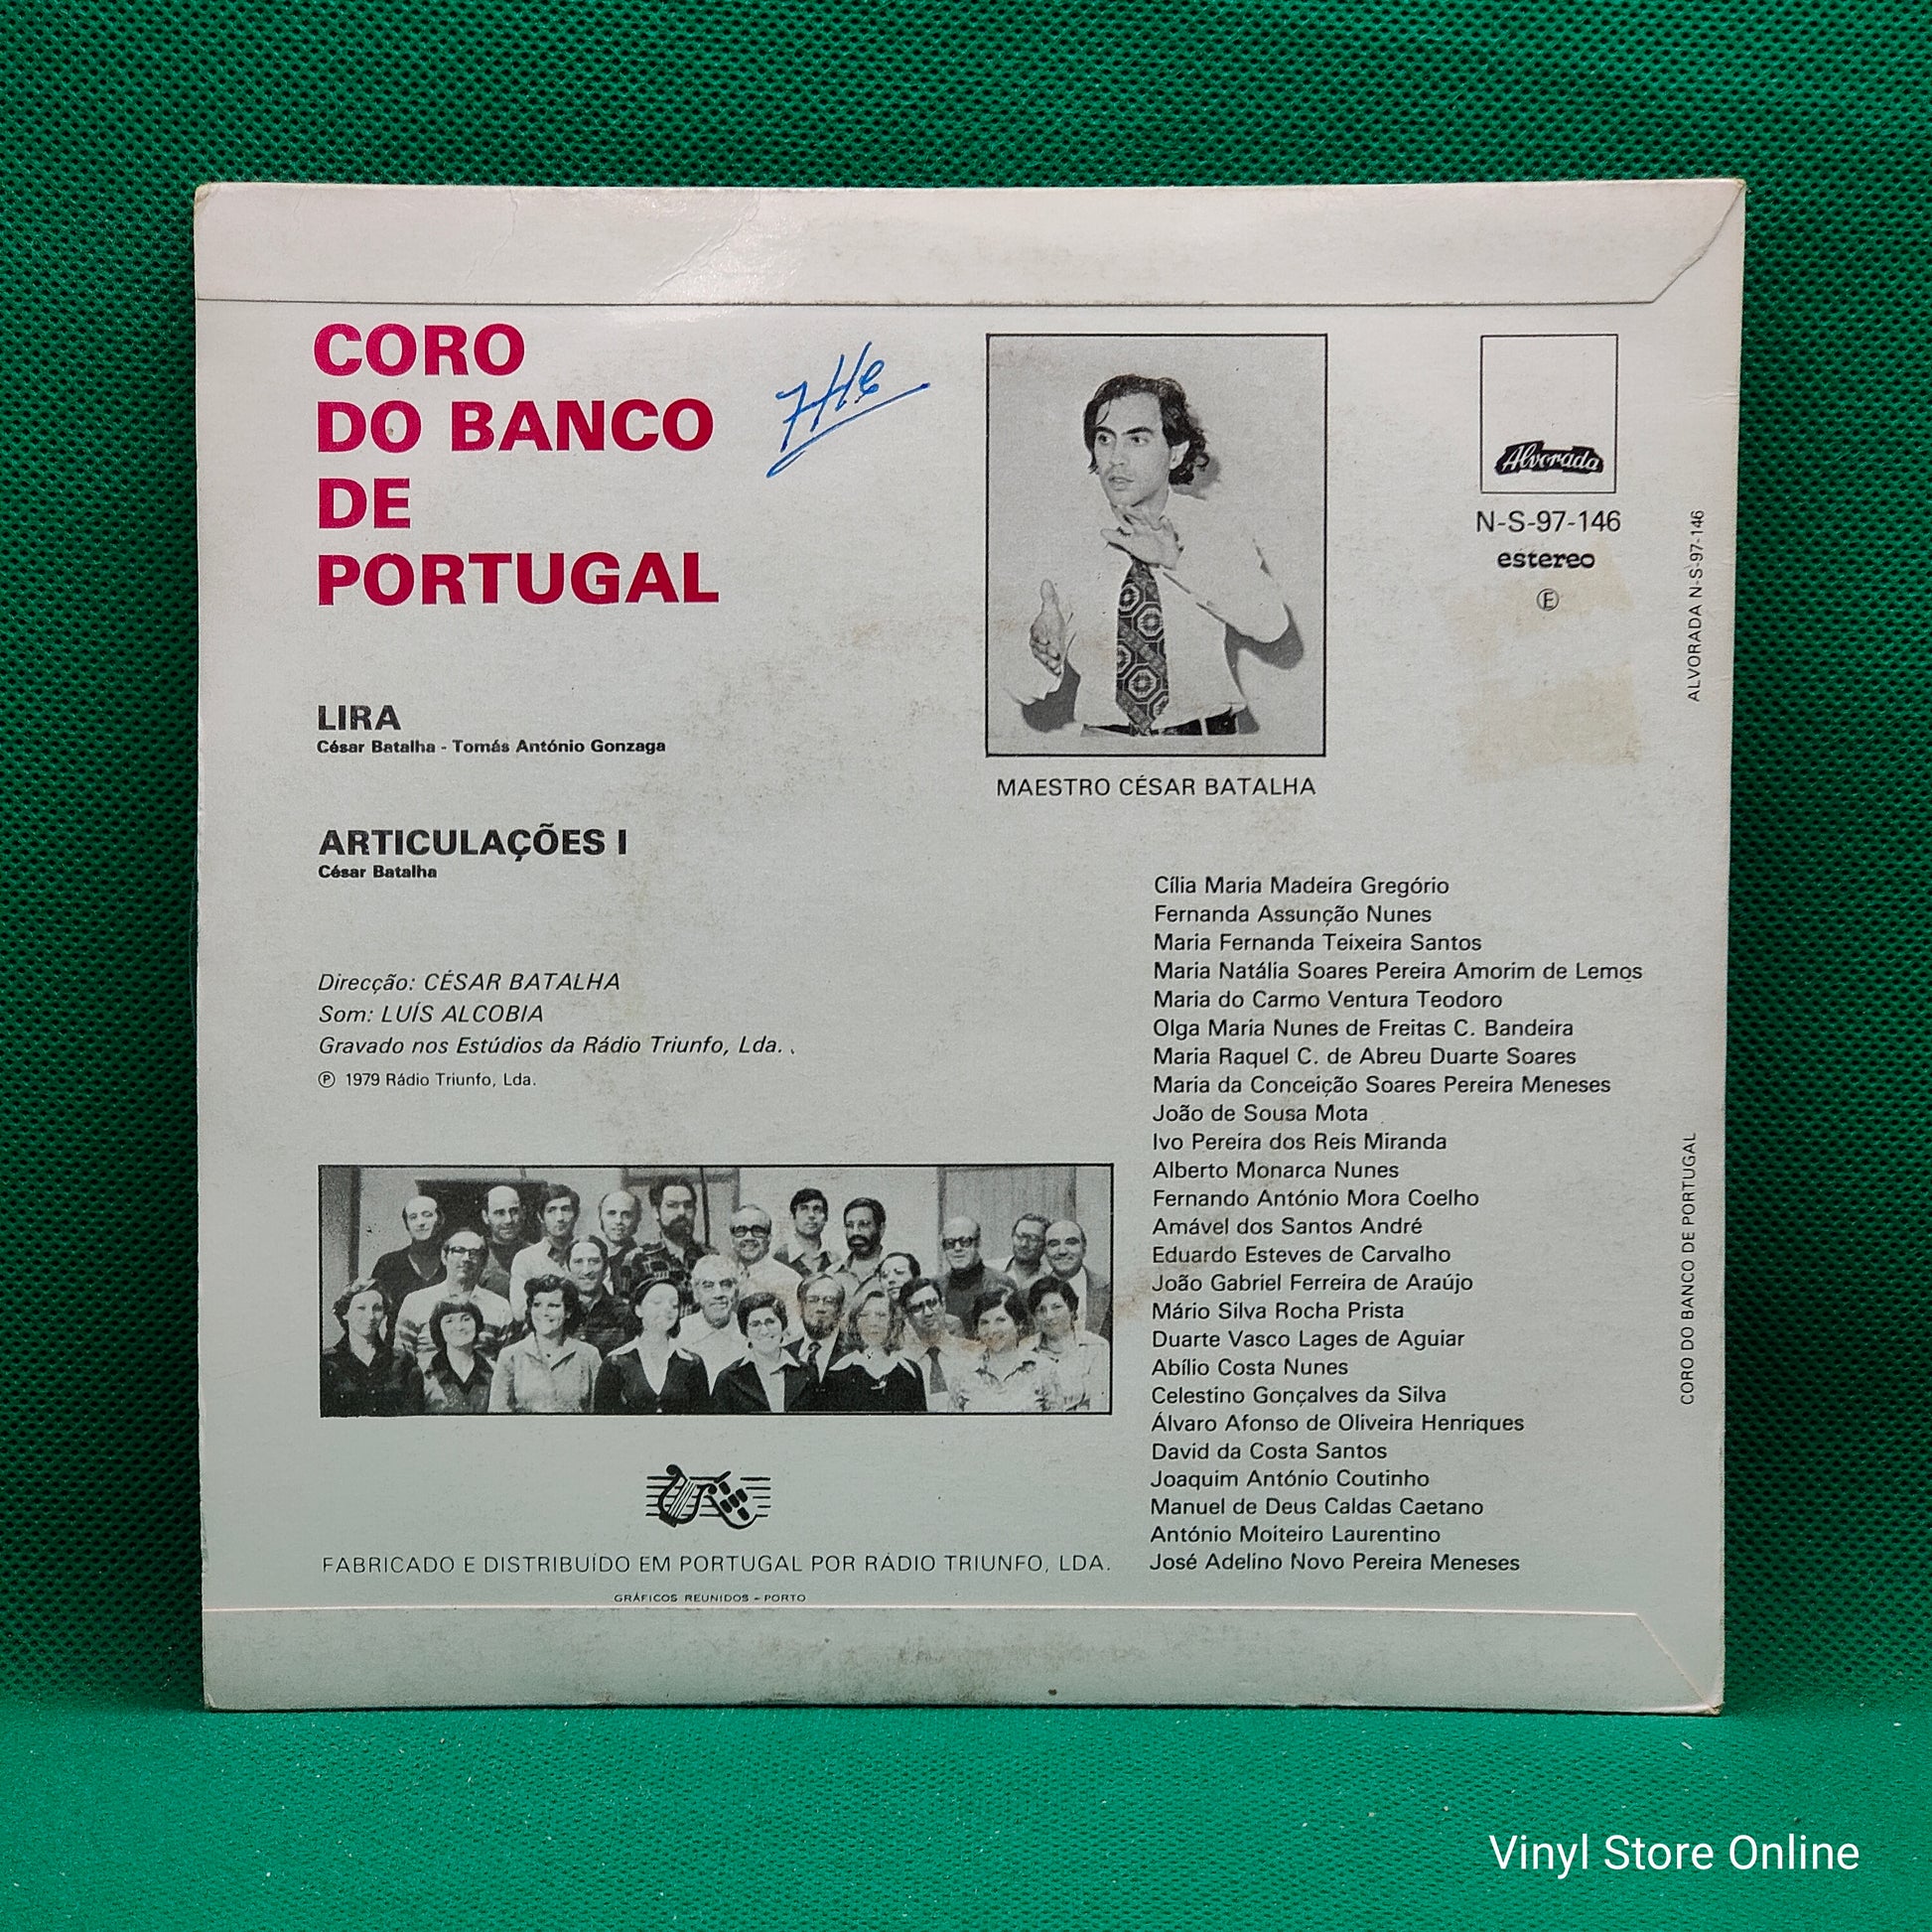 CORO
DO BANCO
DE
PORTUGAL
LIRA
César Batalha - Tomás António Gonzaga
ARTICULAÇÕES I
César Batalha
Direcção: CÉSAR BATALHA
Som: LUÍS ALCOBIA
Gravado nos Estúdios da Rádio Triunfo, Lda.
Ⓟ 1979 Rádio Triunfo, Lda.
MAESTRO CÉSAR BATALHA
Alvorada
N-S-97-146
estereo
Ⓔ
ALVORADA N-S-97-146
Cília Maria Madeira Gregório
Fernanda Assunção Nunes
Maria Fernanda Teixeira Santos
Maria Natália Soares Pereira Amorim de Lemos
Maria do Carmo Ventura Teodoro
Olga Maria Nunes de Freitas C. Bandeira
Maria Raquel C. de Abreu Duarte Soares
Maria da Conceição Soares Pereira Meneses
João de Sousa Mota
Ivo Pereira dos Reis Miranda
Alberto Monarca Nunes
Fernando António Mora Coelho
Amável dos Santos André
Eduardo Esteves de Carvalho
João Gabriel Ferreira de Araújo
Mário Silva Rocha Prista
Duarte Vasco Lages de Aguiar
Abílio Costa Nunes
Celestino Gonçalves da Silva
Álvaro Afonso de Oliveira Henriques
David da Costa Santos
Joaquim António Coutinho
Manuel de Deus Caldas Caetano
António Moiteiro Laurentino
José Adelino Novo Pereira Meneses
CORO DO BANCO DE PORTUGAL
FABRICADO E DISTRIBUÍDO EM PORTUGAL POR RÁDIO TRIUNFO, LDA.
GRÁFICOS REUNIDOS - PORTO
Vinyl Store Online